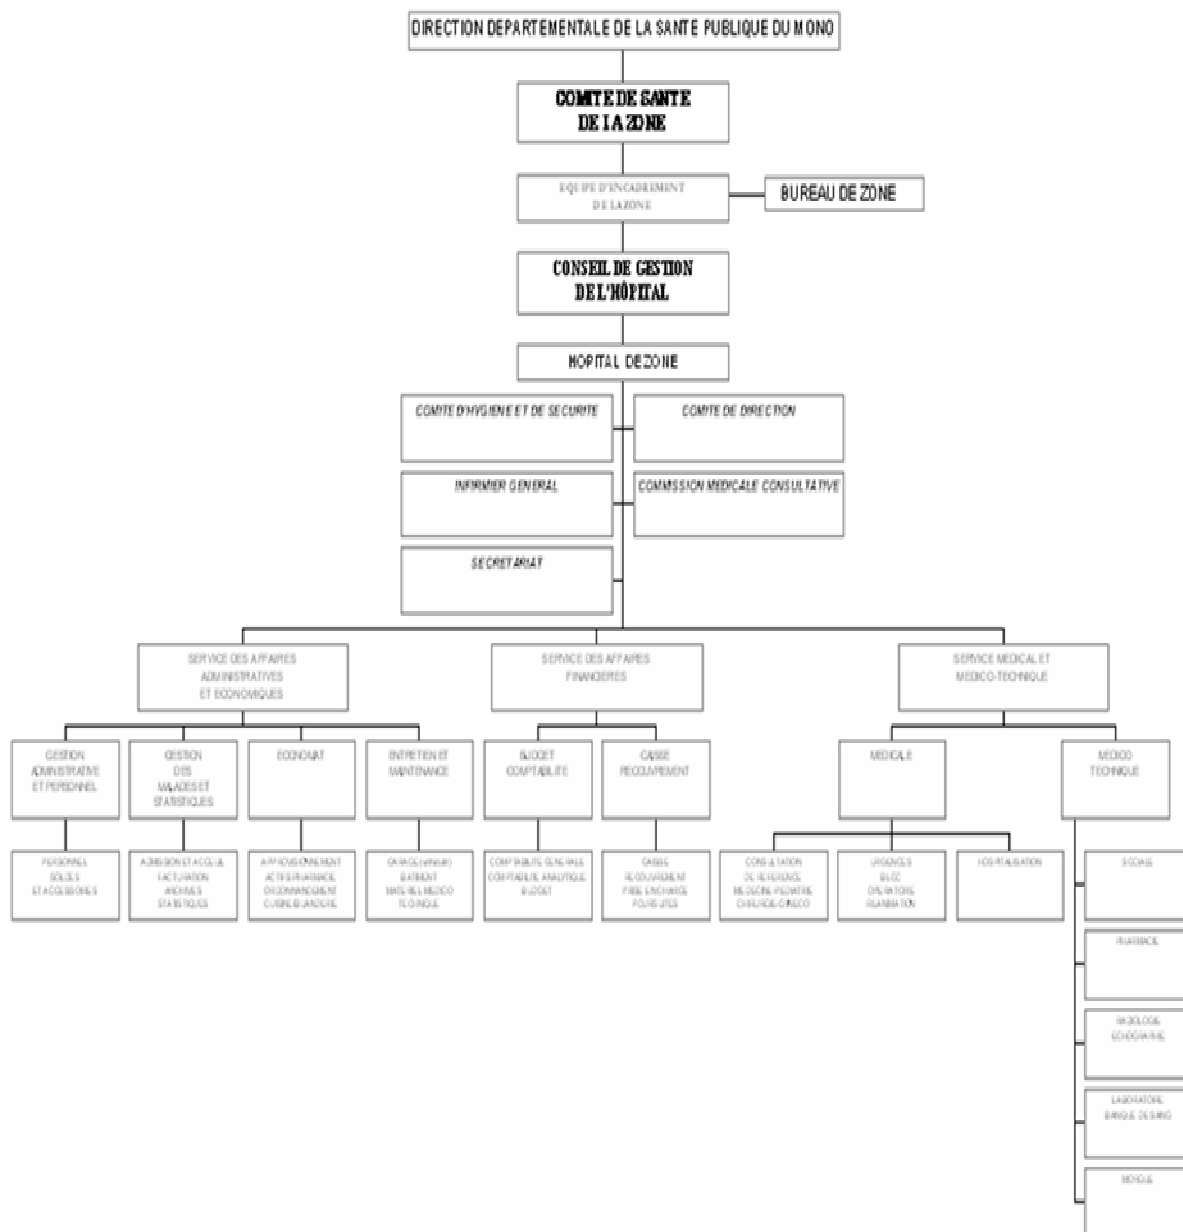 DIRECTION DEPARTEMENTALE DE LA SANTE PUBLIQUE DU MONO
COMITE DE SANTE
DE LA ZONE
EQUIPE D'ENCADREMENT
DE LA ZONE
BUREAU DE ZONE
CONSEIL DE GESTION
DE L'HÔPITAL
HOPITAL DE ZONE
COMITE D'HYGIENE ET DE SECURITE
COMITE DE DIRECTION
INFIRMIER GENERAL
COMMISSION MEDICALE CONSULTATIVE
SECRETARIAT
SERVICE DES AFFAIRES
ADMINISTRATIVES
ET ECONOMIQUES
SERVICE DES AFFAIRES
FINANCIERES
SERVICE MEDICAL ET
MEDICO-TECHNIQUE
GESTION
ADMINISTRATIVE
ET PERSONNEL
GESTION
DES
MALADES ET
STATISTIQUES
ECONOMAT
ENTRETIEN ET
MAINTENANCE
BUDGET
COMPTABILITE
CAISSE
RECOUVREMENT
MEDICALE
MEDICO
TECHNIQUE
PERSONNEL
SOLDES
ET ACCESSOIRES
ADMISSION ET ACCEUIL
FACTURATION
ARCHIVES
STATISTIQUES
APPROVISIONNEMENT
ACTES PHARMACIE
ORDONNANCEMENT
CUISINE BUANDERIE
GARAGE
BATIMENT
MATERIEL MEDICO
TECHNIQUE
COMPTABILITE GENERALE
COMPTABILITE ANALYTIQUE
BUDGET
CAISSE
RECOUVREMENT
PRISE EN CHARGE
POURSUITES
CONSULTATION
DE REFERENCE
MEDECINE-PEDIATRIE
CHIRURGIE-GYNECO
URGENCES
BLOC
OPERATOIRE
REANIMATION
HOSPITALISATION
SOCIALE
PHARMACIE
RADIOLOGIE
ECHOGRAPHIE
LABORATOIRE
BANQUE DE SANG
MORGUE